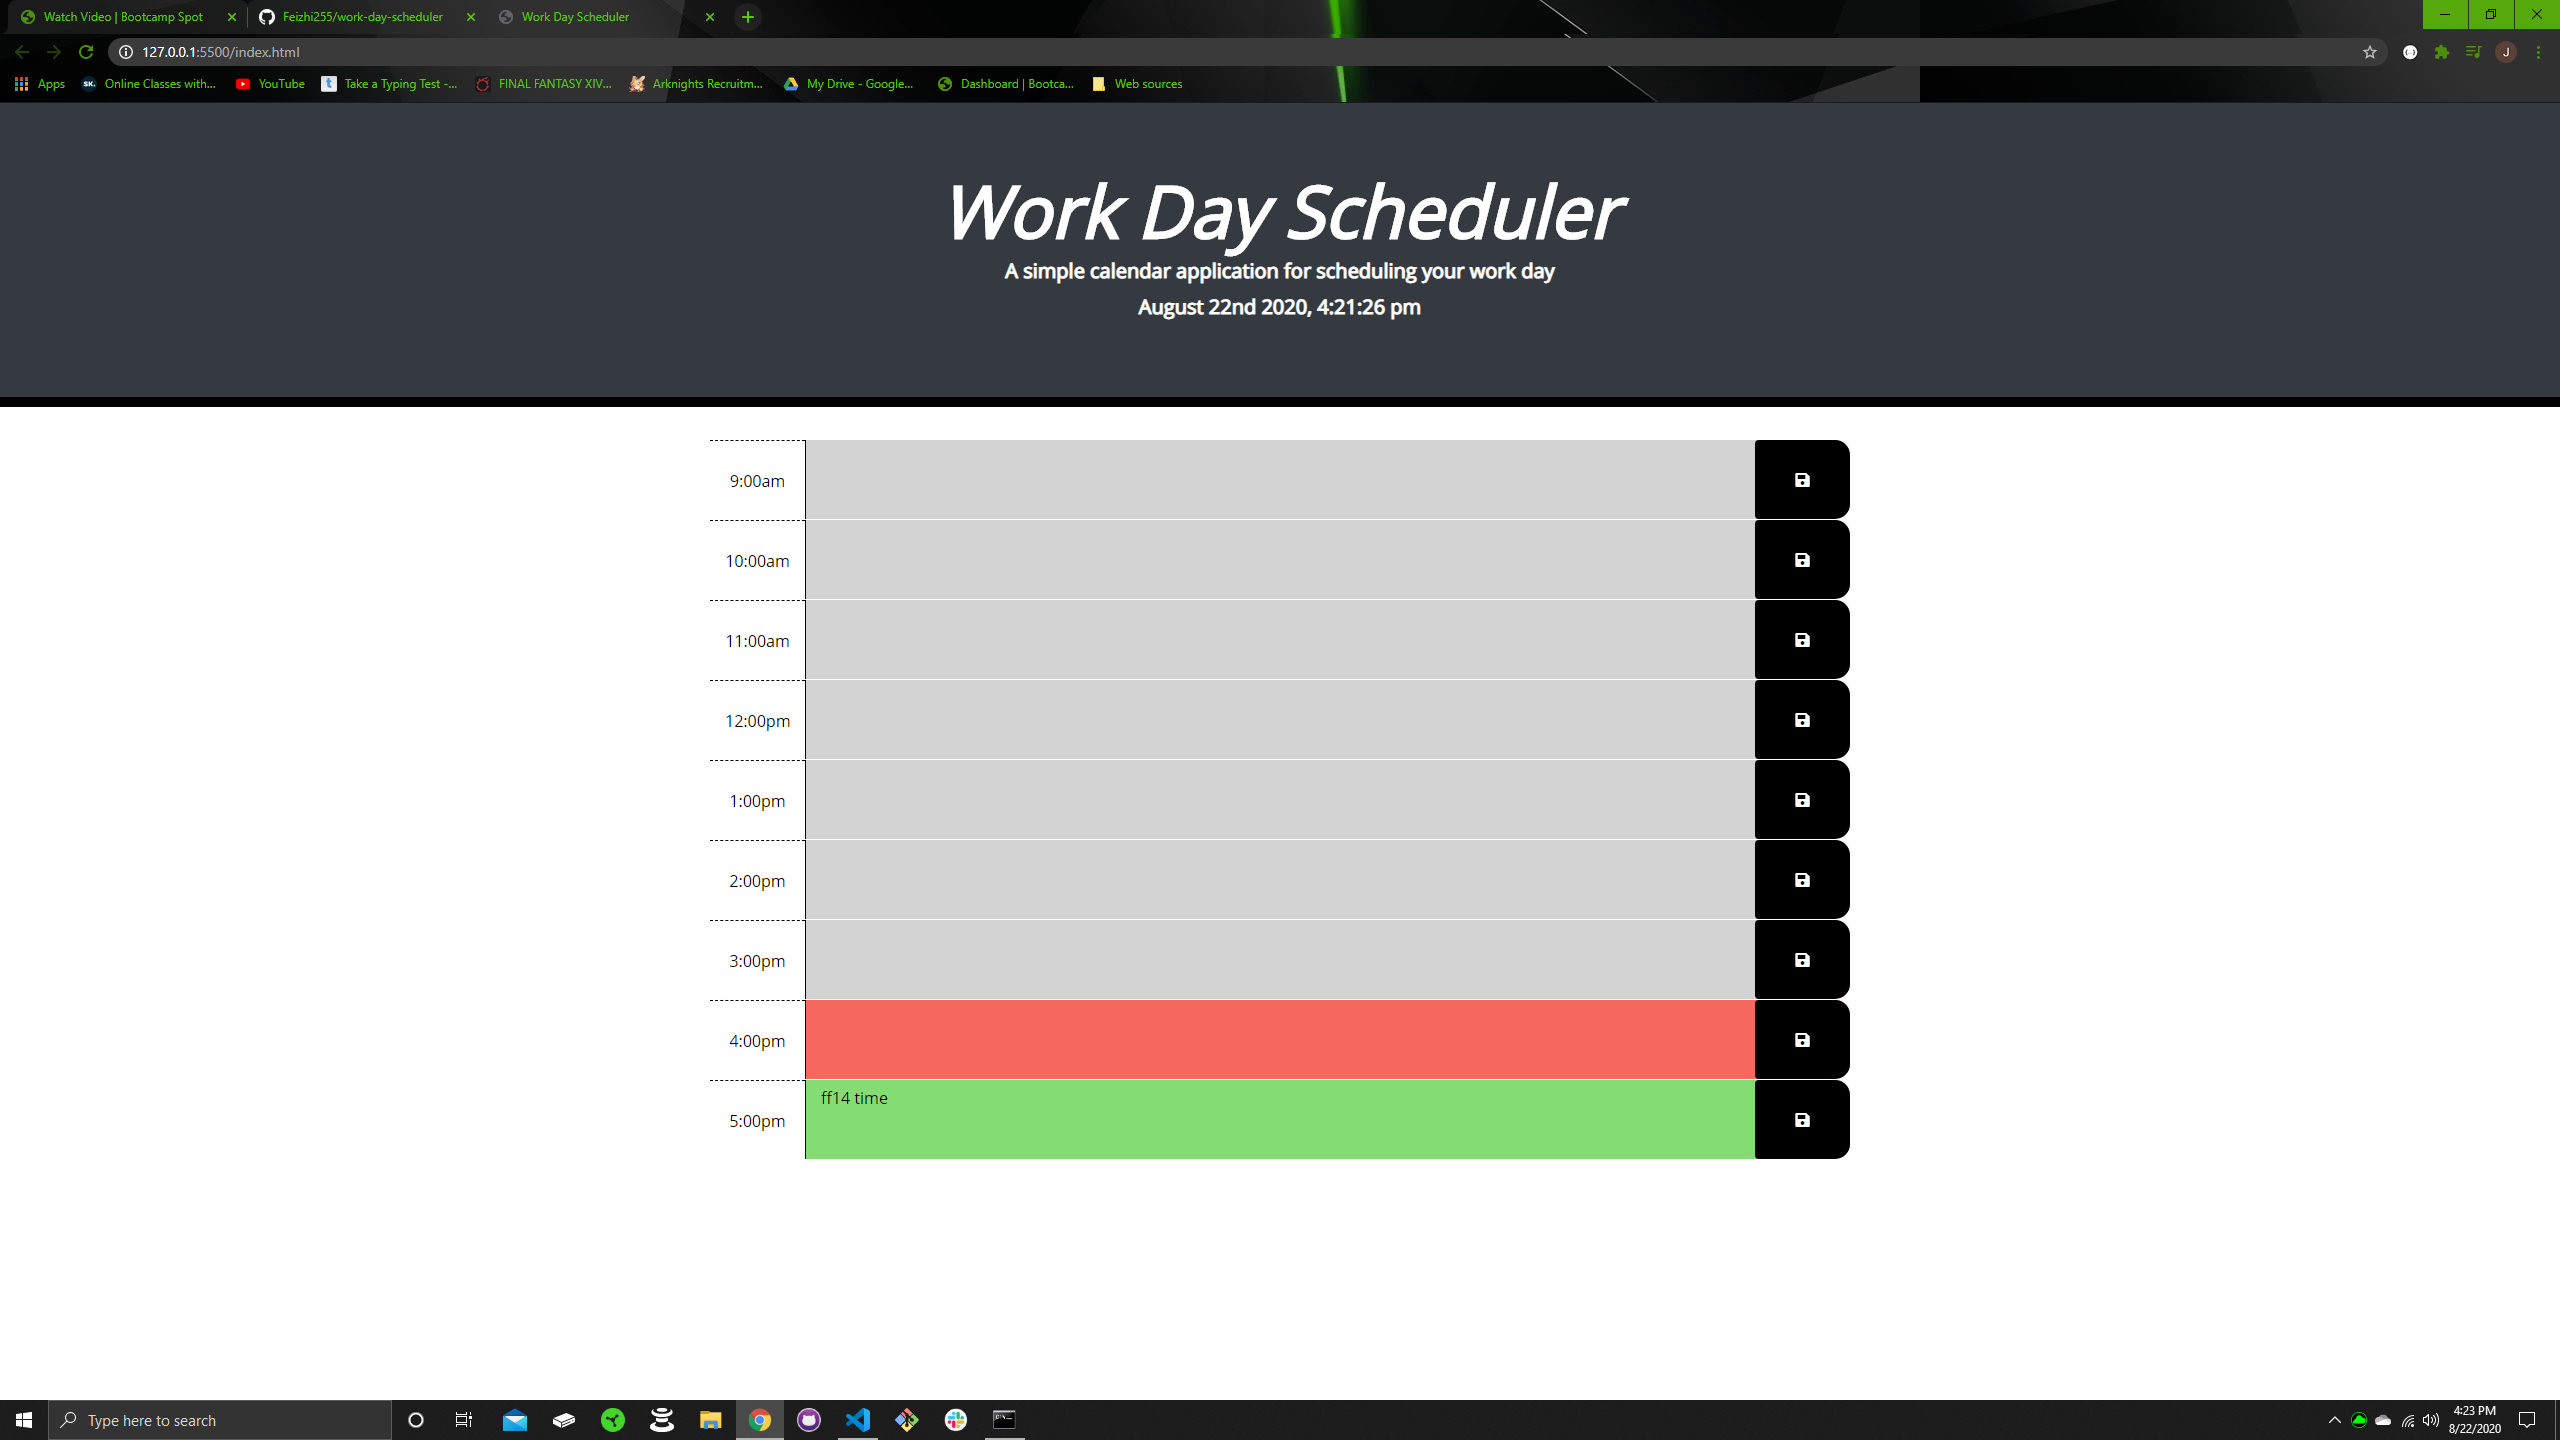 Watch Video | Bootcamp Spot
Feizhi255/work-day-scheduler
Work Day Scheduler
127.0.0.1:5500/index.html
J
Apps
SK.
Online Classes with...
YouTube
t
Take a Typing Test -...
FINAL FANTASY XIV...
Arknights Recruitm...
My Drive - Google...
Dashboard | Bootca...
Web sources
Work Day Scheduler
A simple calendar application for scheduling your work day
August 22nd 2020, 4:21:26 pm
9:00am
10:00am
11:00am
12:00pm
1:00pm
2:00pm
3:00pm
4:00pm
5:00pm
ff14 time
Type here to search
4:23 PM
8/22/2020